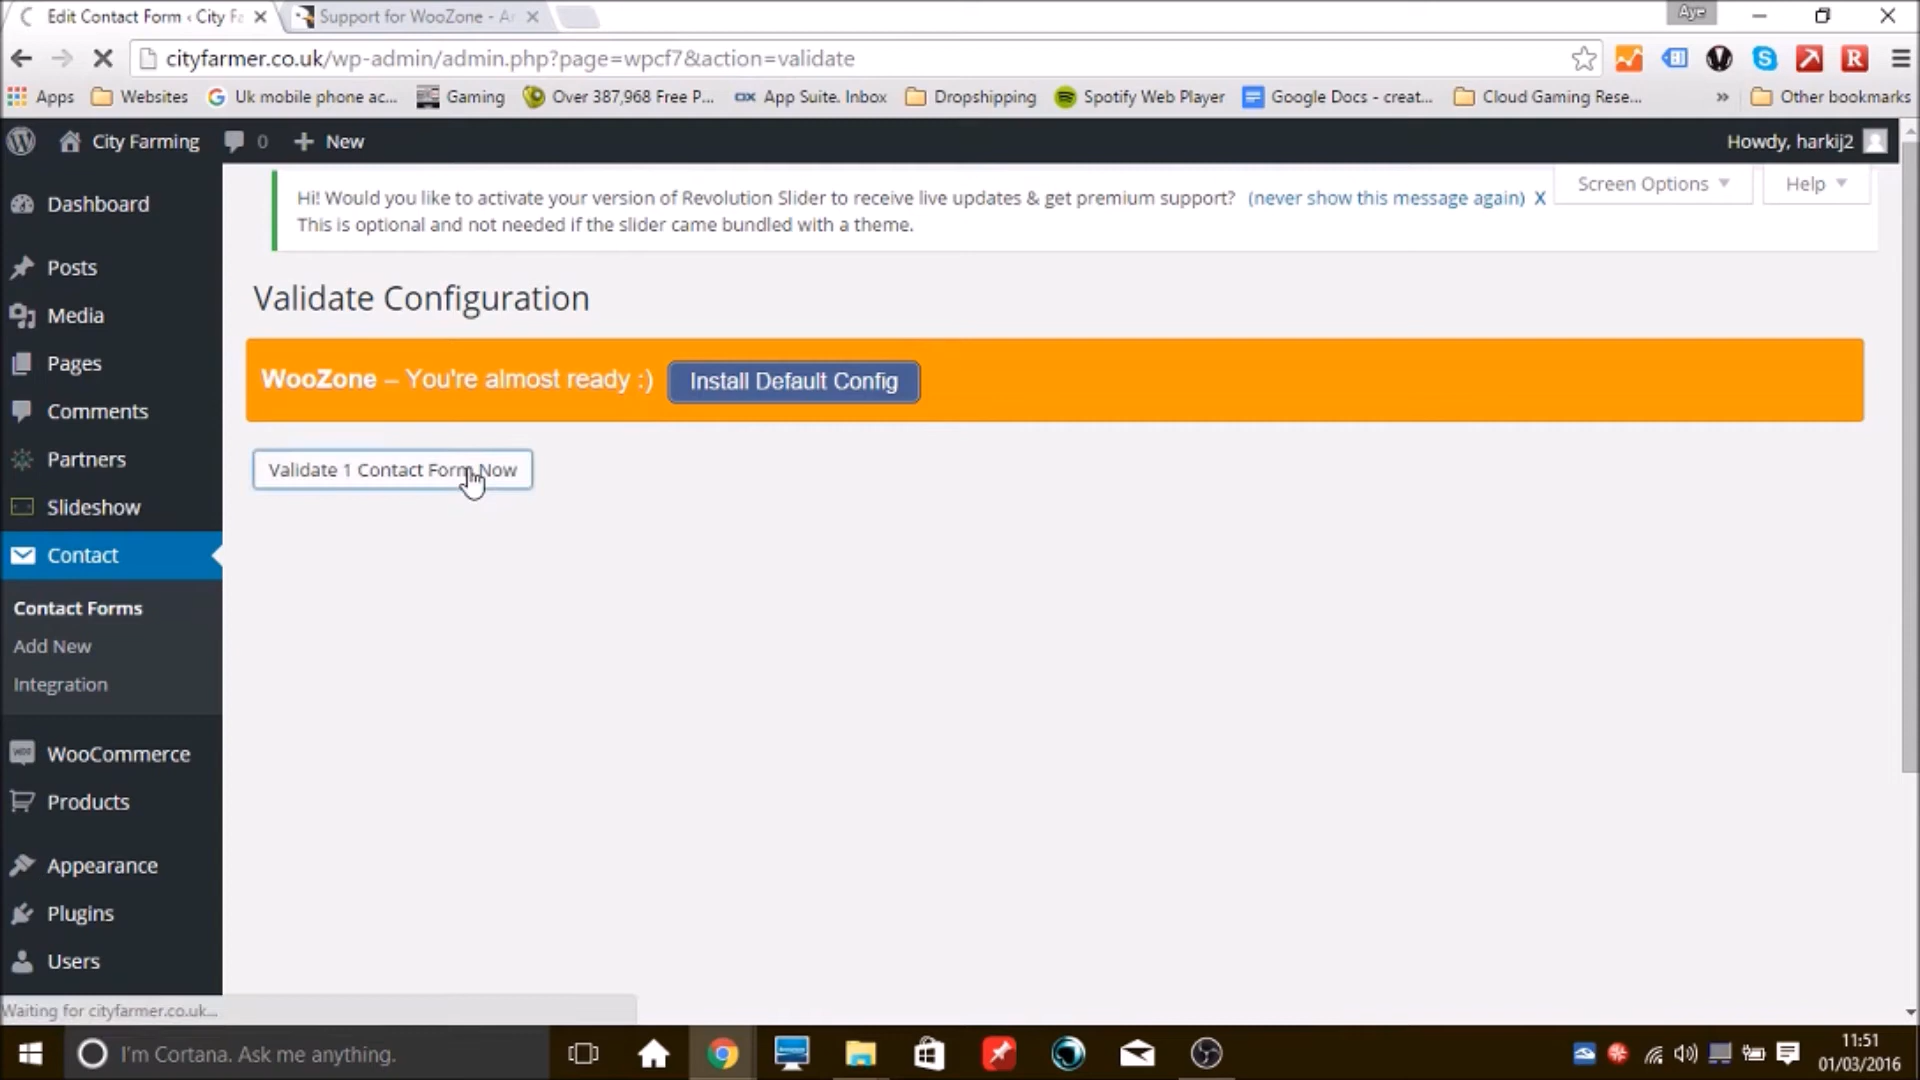 Edit Contact Form ‹ City Fa
Support for WooZone - A
Aye
cityfarmer.co.uk/wp-admin/admin.php?page=wpcf7&action=validate
Apps
Websites
Uk mobile phone ac...
Gaming
Over 387,968 Free P...
App Suite. Inbox
Dropshipping
Spotify Web Player
Google Docs - creat...
Cloud Gaming Rese...
»
Other bookmarks
City Farming
0
New
Howdy, harkij2
Hi! Would you like to activate your version of Revolution Slider to receive live updates & get premium support? (never show this message again) X
This is optional and not needed if the slider came bundled with a theme.
Screen Options
Help
Dashboard
Posts
Media
Pages
Comments
Partners
Slideshow
Contact
Contact Forms
Add New
Integration
WooCommerce
Products
Appearance
Plugins
Users
Validate Configuration
WooZone – You're almost ready :)
Install Default Config
Validate 1 Contact Form Now
Waiting for cityfarmer.co.uk...
I'm Cortana. Ask me anything.
11:51
01/03/2016